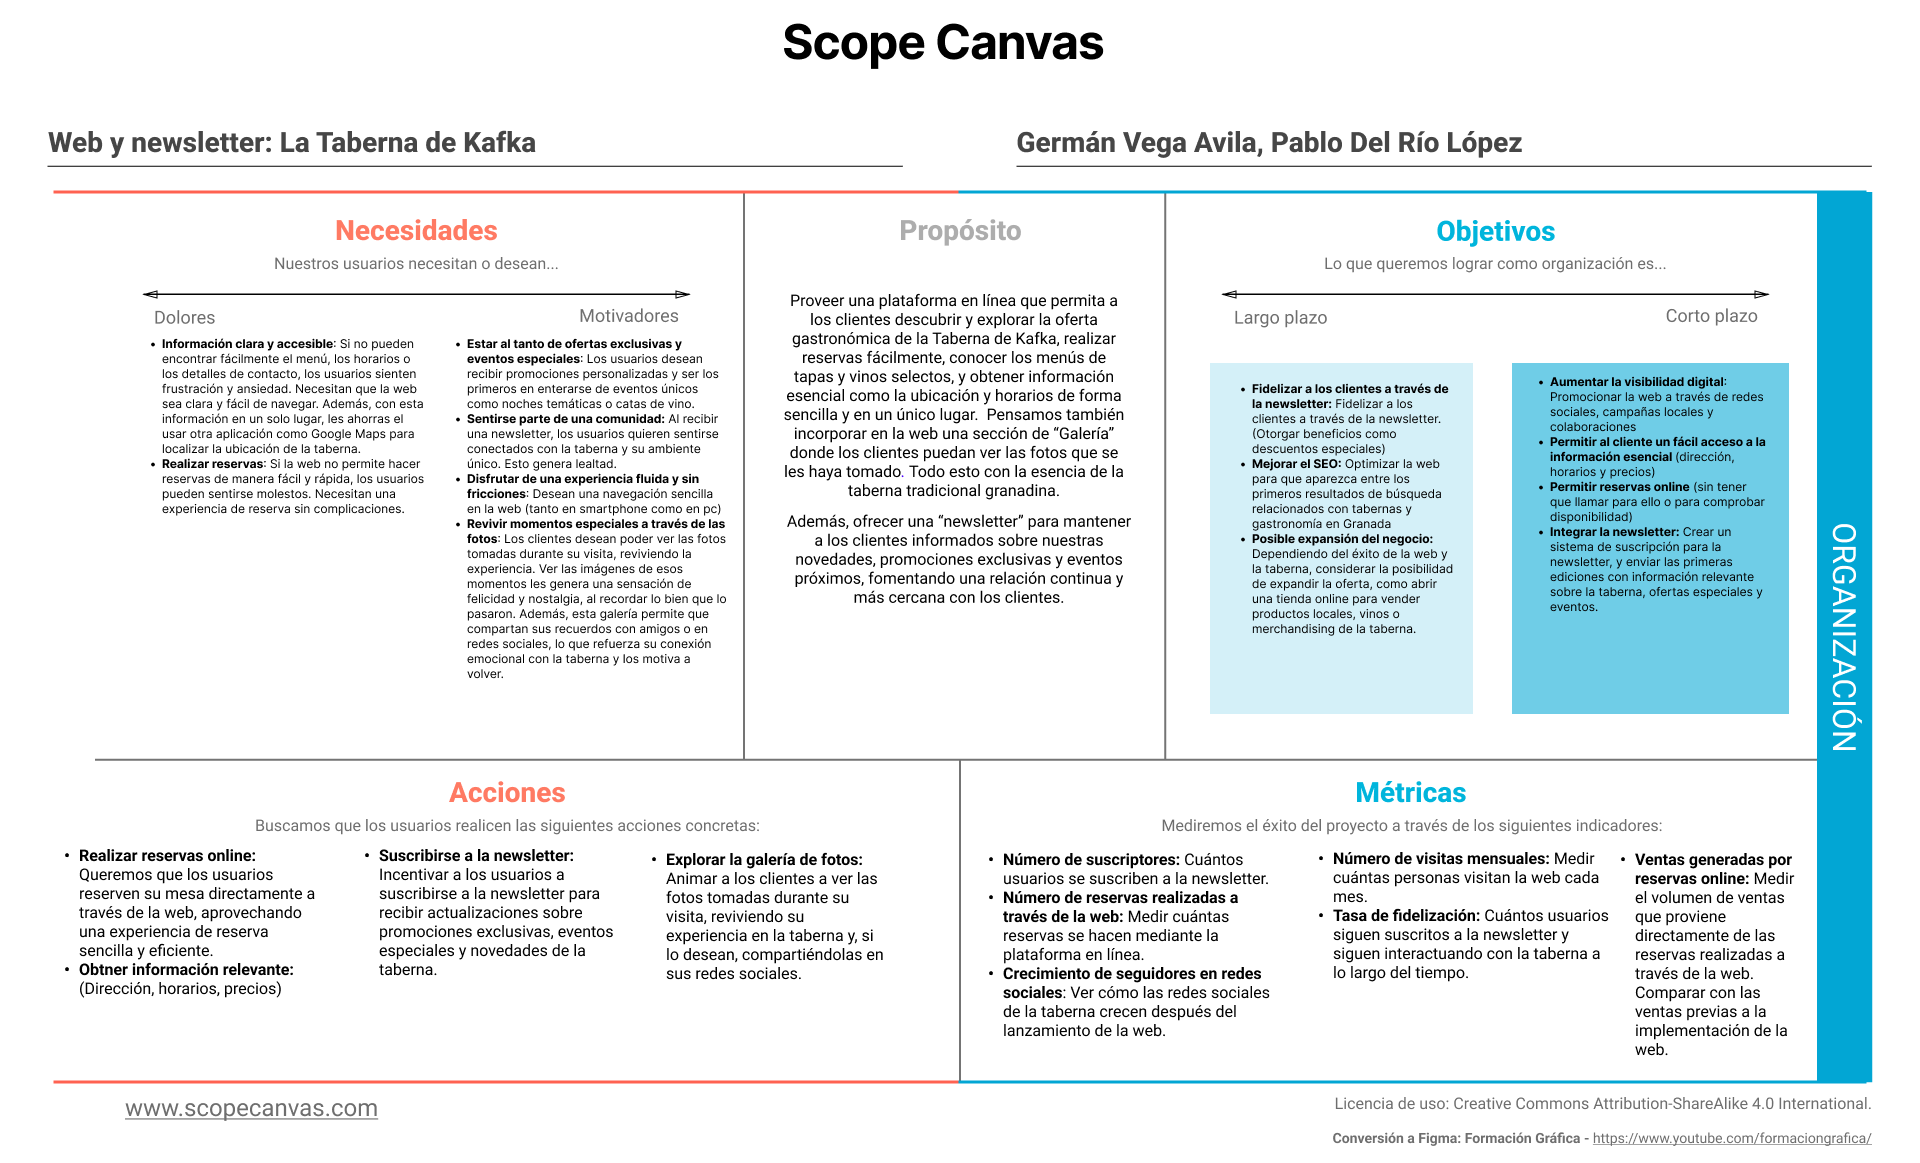 Scope Canvas
Web y newsletter: La Taberna de Kafka
Germán Vega Avila, Pablo Del Río López
Necesidades
Nuestros usuarios necesitan o desean...
Dolores
Motivadores
• Información clara y accesible: Si no pueden
encontrar fácilmente el menú, los horarios o
los detalles de contacto, los usuarios sienten
frustración y ansiedad. Necesitan que la web
sea clara y fácil de navegar. Además, con esta
información en un solo lugar, les ahorras el
usar otra aplicación como Google Maps para
localizar la ubicación de la taberna.
• Realizar reservas: Si la web no permite hacer
reservas de manera fácil y rápida, los usuarios
pueden sentirse molestos. Necesitan una
experiencia de reserva sin complicaciones.
• Estar al tanto de ofertas exclusivas y
eventos especiales: Los usuarios desean
recibir promociones personalizadas y ser los
primeros en enterarse de eventos únicos
como noches temáticas o catas de vino.
• Sentirse parte de una comunidad: Al recibir
una newsletter, los usuarios quieren sentirse
conectados con la taberna y su ambiente
único. Esto genera lealtad.
• Disfrutar de una experiencia fluida y sin
fricciones: Desean una navegación sencilla
en la web (tanto en smartphone como en pc)
• Revivir momentos especiales a través de las
fotos: Los clientes desean poder ver las fotos
tomadas durante su visita, reviviendo la
experiencia. Ver las imágenes de esos
momentos les genera una sensación de
felicidad y nostalgia, al recordar lo bien que lo
pasaron. Además, esta galería permite que
compartan sus recuerdos con amigos o en
redes sociales, lo que refuerza su conexión
emocional con la taberna y los motiva a
volver.
Propósito
Proveer una plataforma en línea que permita a
los clientes descubrir y explorar la oferta
gastronómica de la Taberna de Kafka, realizar
reservas fácilmente, conocer los menús de
tapas y vinos selectos, y obtener información
esencial como la ubicación y horarios de forma
sencilla y en un único lugar. Pensamos también
incorporar en la web una sección de “Galería”
donde los clientes puedan ver las fotos que se
les haya tomado. Todo esto con la esencia de la
taberna tradicional granadina.
Además, ofrecer una “newsletter” para mantener
a los clientes informados sobre nuestras
novedades, promociones exclusivas y eventos
próximos, fomentando una relación continua y
más cercana con los clientes.
Objetivos
Lo que queremos lograr como organización es...
Largo plazo
Corto plazo
• Fidelizar a los clientes a través de
la newsletter: Fidelizar a los
clientes a través de la newsletter.
(Otorgar beneficios como
descuentos especiales)
• Mejorar el SEO: Optimizar la web
para que aparezca entre los
primeros resultados de búsqueda
relacionados con tabernas y
gastronomía en Granada
• Posible expansión del negocio:
Dependiendo del éxito de la web y
la taberna, considerar la posibilidad
de expandir la oferta, como abrir
una tienda online para vender
productos locales, vinos o
merchandising de la taberna.
• Aumentar la visibilidad digital:
Promocionar la web a través de redes
sociales, campañas locales y
colaboraciones
• Permitir al cliente un fácil acceso a la
información esencial (dirección,
horarios y precios)
• Permitir reservas online (sin tener
que llamar para ello o para comprobar
disponibilidad)
• Integrar la newsletter: Crear un
sistema de suscripción para la
newsletter, y enviar las primeras
ediciones con información relevante
sobre la taberna, ofertas especiales y
eventos.
ORGANIZACIÓN
Acciones
Buscamos que los usuarios realicen las siguientes acciones concretas:
• Realizar reservas online:
Queremos que los usuarios
reserven su mesa directamente a
través de la web, aprovechando
una experiencia de reserva
sencilla y eficiente.
• Obtner información relevante:
(Dirección, horarios, precios)
• Suscribirse a la newsletter:
Incentivar a los usuarios a
suscribirse a la newsletter para
recibir actualizaciones sobre
promociones exclusivas, eventos
especiales y novedades de la
taberna.
• Explorar la galería de fotos:
Animar a los clientes a ver las
fotos tomadas durante su
visita, reviviendo su
experiencia en la taberna y, si
lo desean, compartiéndolas en
sus redes sociales.
Métricas
Mediremos el éxito del proyecto a través de los siguientes indicadores:
• Número de suscriptores: Cuántos
usuarios se suscriben a la newsletter.
• Número de reservas realizadas a
través de la web: Medir cuántas
reservas se hacen mediante la
plataforma en línea.
• Crecimiento de seguidores en redes
sociales: Ver cómo las redes sociales
de la taberna crecen después del
lanzamiento de la web.
• Número de visitas mensuales: Medir
cuántas personas visitan la web cada
mes.
• Tasa de fidelización: Cuántos usuarios
siguen suscritos a la newsletter y
siguen interactuando con la taberna a
lo largo del tiempo.
• Ventas generadas por
reservas online: Medir
el volumen de ventas
que proviene
directamente de las
reservas realizadas a
través de la web.
Comparar con las
ventas previas a la
implementación de la
web.
www.scopecanvas.com
Licencia de uso: Creative Commons Attribution-ShareAlike 4.0 International.
Conversión a Figma: Formación Gráfica - https://www.youtube.com/formaciongrafica/